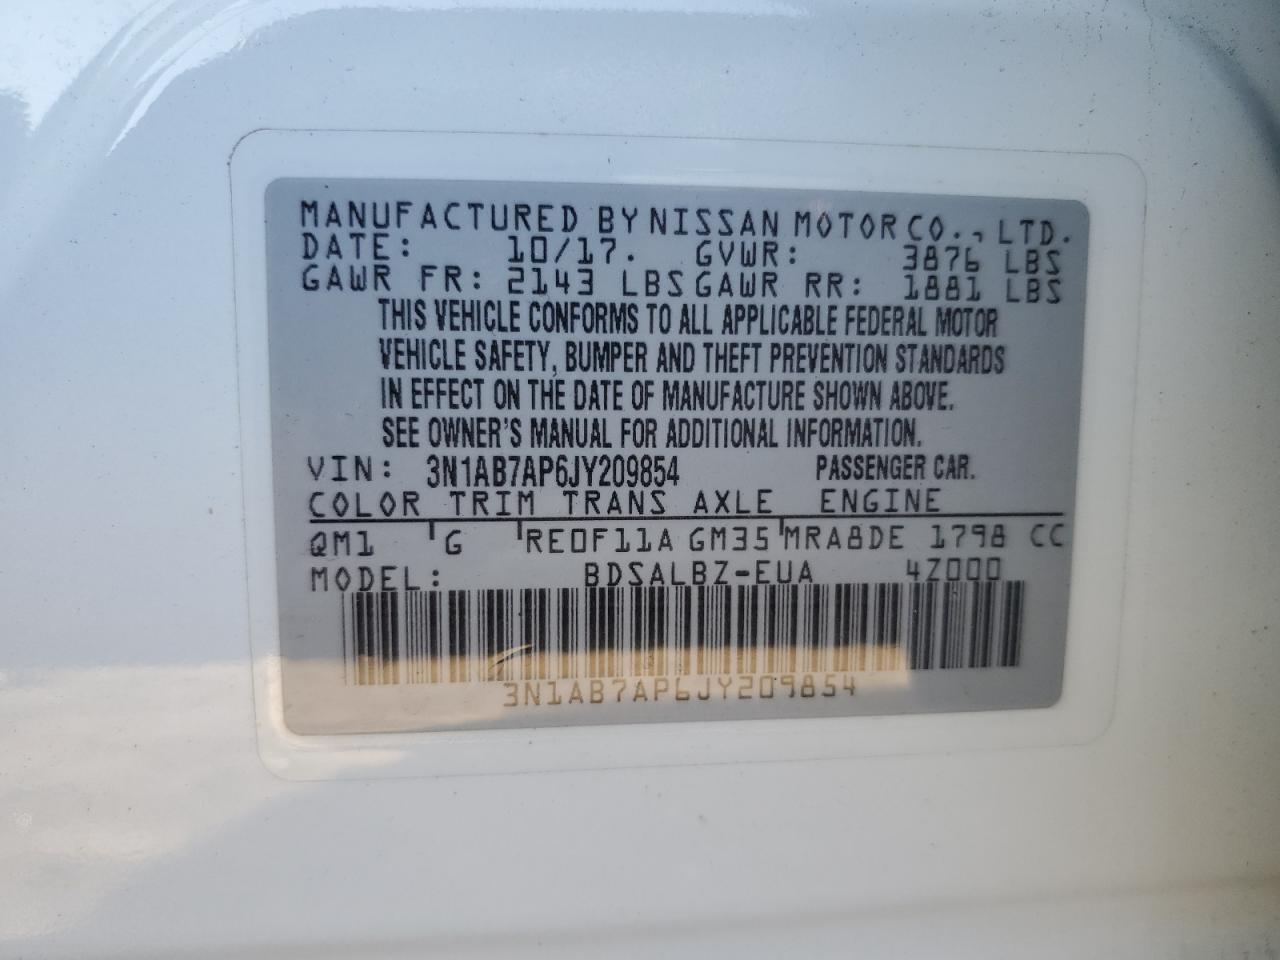 MANUFACTURED BY NISSAN MOTOR CO., LTD.
DATE: 10/17. GVWR: 3876 LBS
GAWR FR: 2143 LBS GAWR RR: 1881 LBS
THIS VEHICLE CONFORMS TO ALL APPLICABLE FEDERAL MOTOR
VEHICLE SAFETY, BUMPER AND THEFT PREVENTION STANDARDS
IN EFFECT ON THE DATE OF MANUFACTURE SHOWN ABOVE.
SEE OWNER'S MANUAL FOR ADDITIONAL INFORMATION.
VIN: 3N1AB7AP6JY209854 PASSENGER CAR.
COLOR TRIM TRANS AXLE ENGINE
QM1 G RE0F11A GM35 MRA8DE 1798 CC
MODEL: BDSALBZ-EUA 4Z000
3N1AB7AP6JY209854